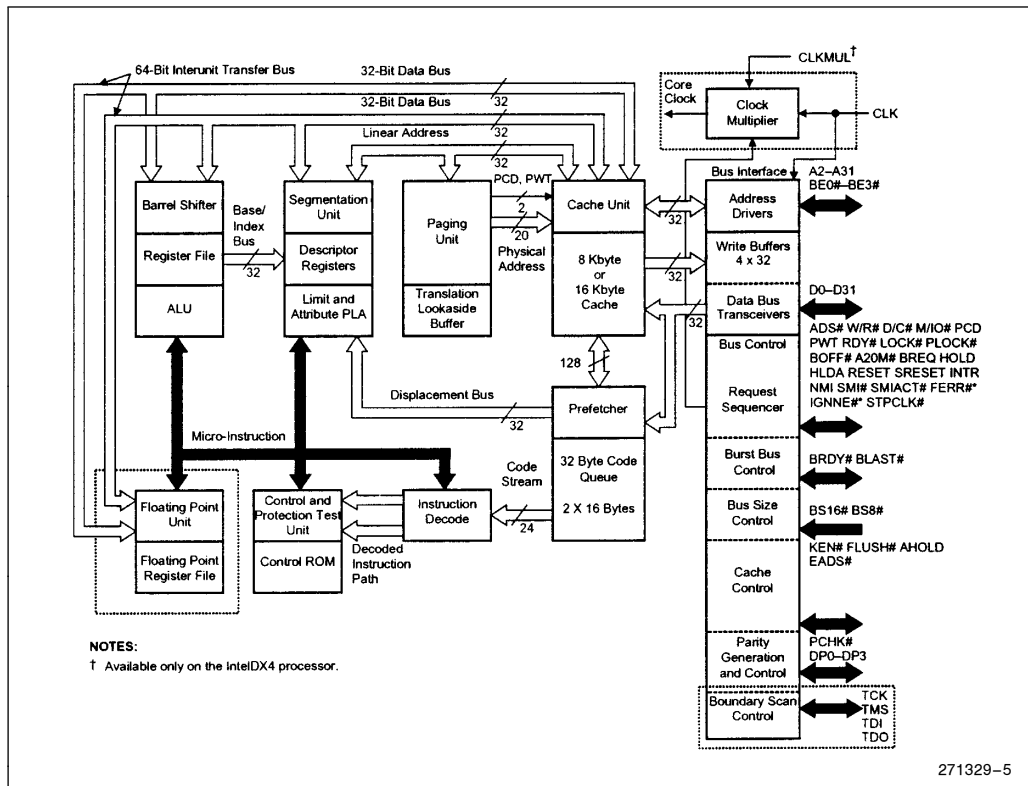 64-Bit Interunit Transfer Bus
32-Bit Data Bus
32
32-Bit Data Bus
32
Linear Address
32
PCD, PWT
2
20
Physical
Address
CLKMUL†
Core
Clock
Clock
Multiplier
CLK
Barrel Shifter
Register File
ALU
Base/
Index
Bus
32
Segmentation
Unit
Descriptor
Registers
Limit and
Attribute PLA
Paging
Unit
Translation
Lookaside
Buffer
Cache Unit
8 Kbyte
or
16 Kbyte
Cache
32
32
32
128
Bus Interface
Address
Drivers
Write Buffers
4 x 32
Data Bus
Transceivers
Bus Control
Request
Sequencer
Burst Bus
Control
Bus Size
Control
Cache
Control
Parity
Generation
and Control
Boundary Scan
Control
A2–A31
BE0#–BE3#
D0–D31
ADS# W/R# D/C# M/IO# PCD
PWT RDY# LOCK# PLOCK#
BOFF# A20M# BREQ HOLD
HLDA RESET SRESET INTR
NMI SMI# SMIACT# FERR#*
IGNNE#* STPCLK#
BRDY# BLAST#
BS16# BS8#
KEN# FLUSH# AHOLD
EADS#
PCHK#
DP0–DP3
TCK
TMS
TDI
TDO
Displacement Bus
32
Prefetcher
32 Byte Code
Queue
2 X 16 Bytes
Micro-Instruction
Code
Stream
24
Floating Point
Unit
Floating Point
Register File
Control and
Protection Test
Unit
Control ROM
Instruction
Decode
Decoded
Instruction
Path
NOTES:
† Available only on the IntelDX4 processor.
271329–5